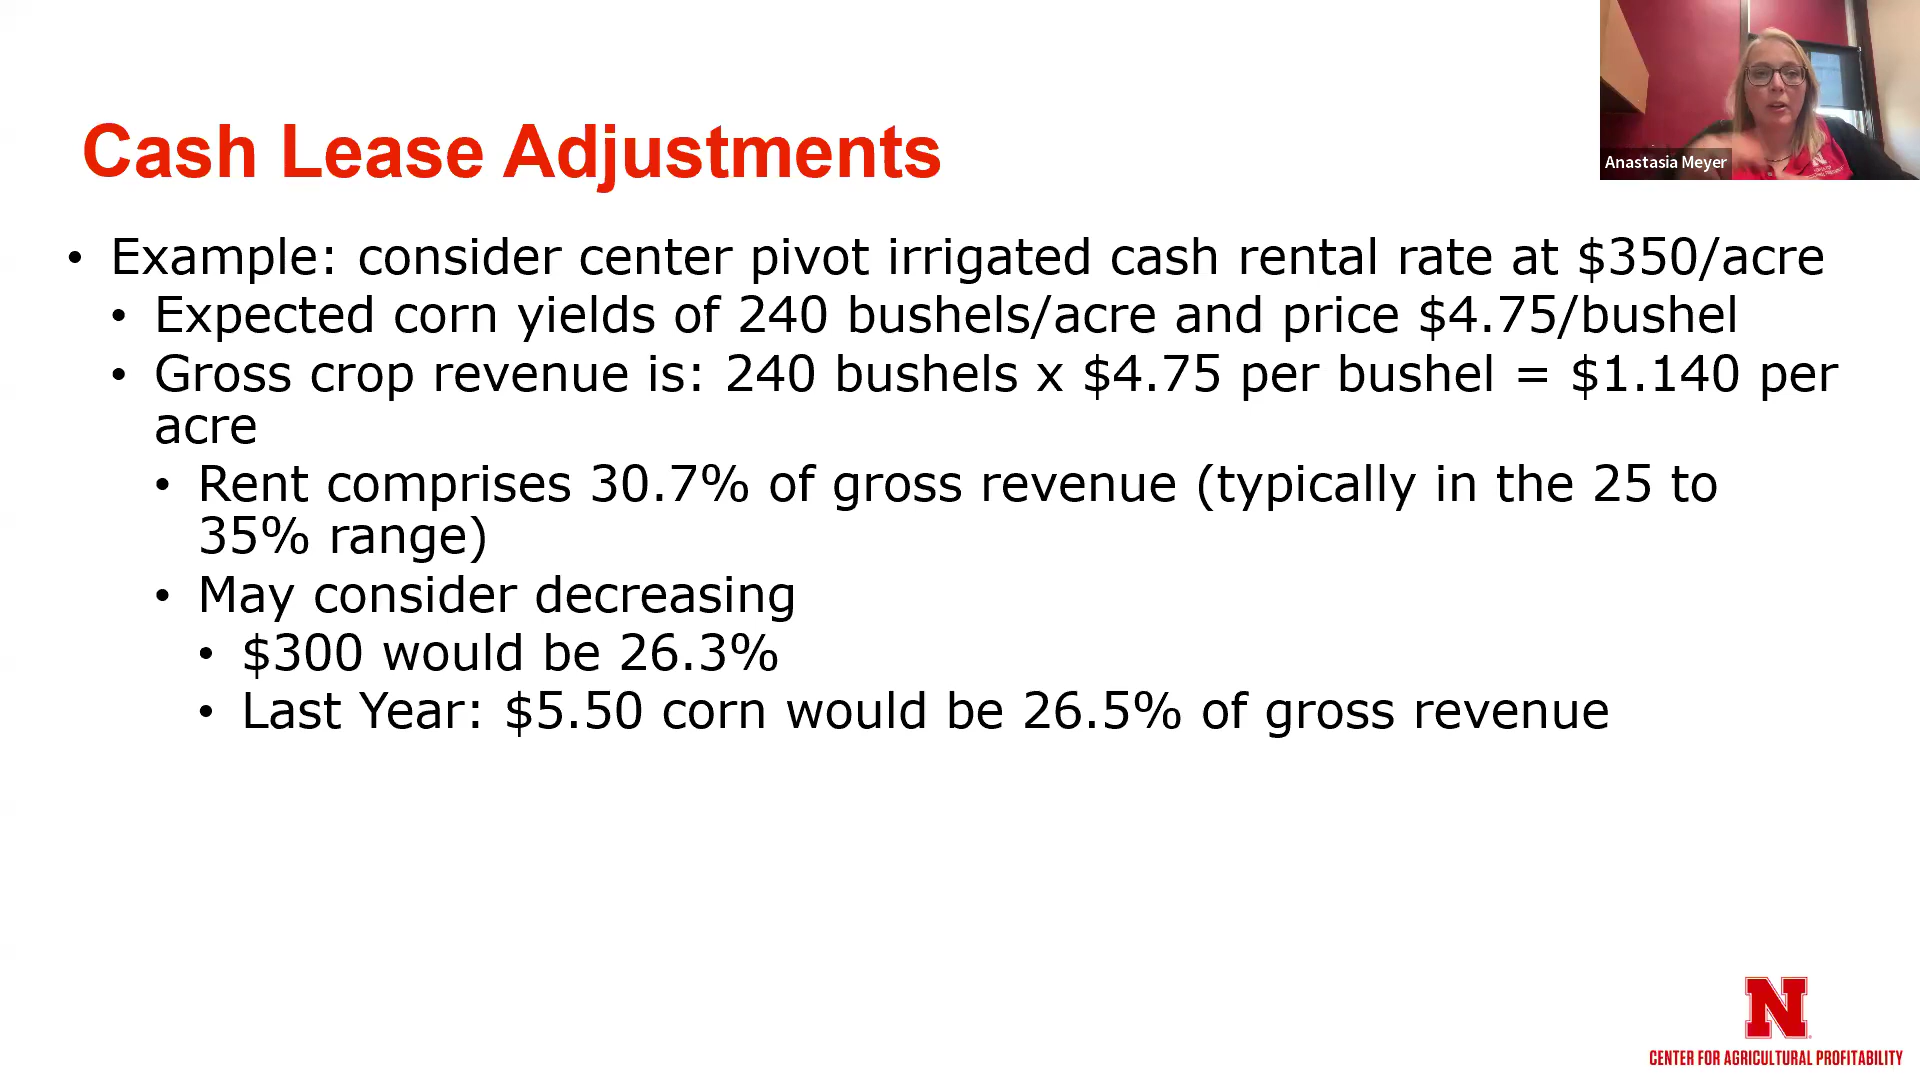 Cash Lease Adjustments
Anastasia Meyer
• Example: consider center pivot irrigated cash rental rate at $350/acre
• Expected corn yields of 240 bushels/acre and price $4.75/bushel
• Gross crop revenue is: 240 bushels x $4.75 per bushel = $1.140 per
acre
• Rent comprises 30.7% of gross revenue (typically in the 25 to
35% range)
• May consider decreasing
• $300 would be 26.3%
• Last Year: $5.50 corn would be 26.5% of gross revenue
N
CENTER FOR AGRICULTURAL PROFITABILITY